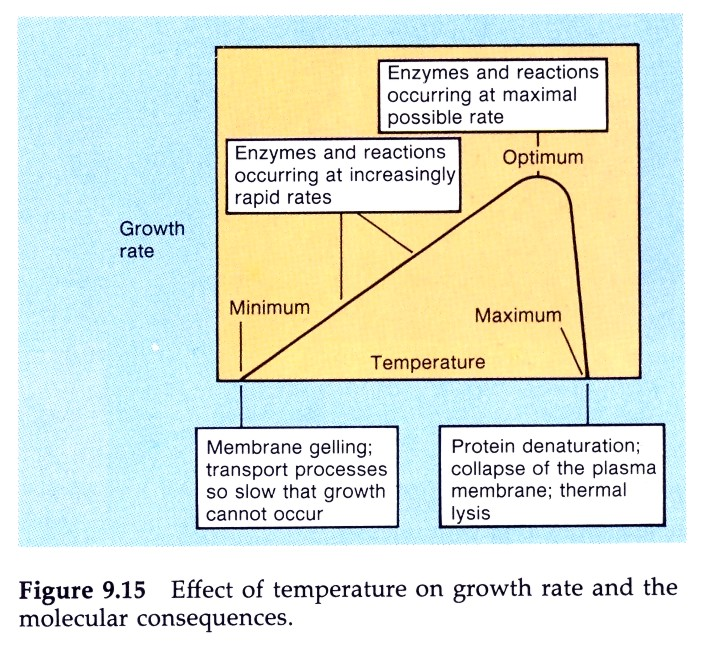 Enzymes and reactions
occurring at maximal
possible rate
Optimum
Enzymes and reactions
occurring at increasingly
rapid rates
Growth
rate
Minimum
Maximum
Temperature
Membrane gelling;
transport processes
so slow that growth
cannot occur
Protein denaturation;
collapse of the plasma
membrane; thermal
lysis
Figure 9.15 Effect of temperature on growth rate and the
molecular consequences.